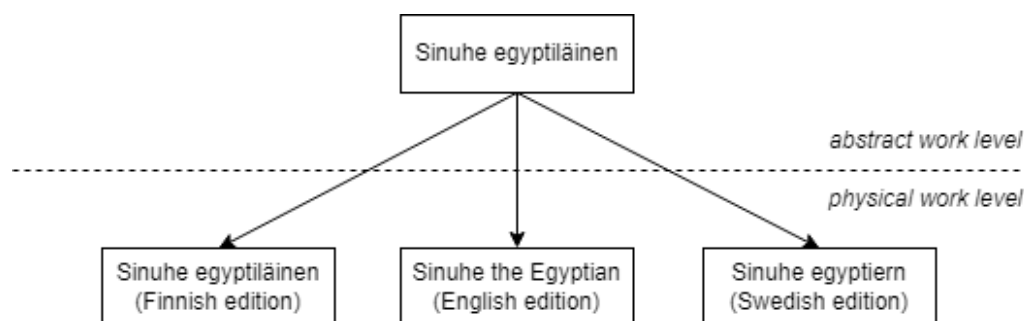 Sinuhe egyptiläinen
abstract work level
physical work level
Sinuhe egyptiläinen
(Finnish edition)
Sinuhe the Egyptian
(English edition)
Sinuhe egyptiern
(Swedish edition)